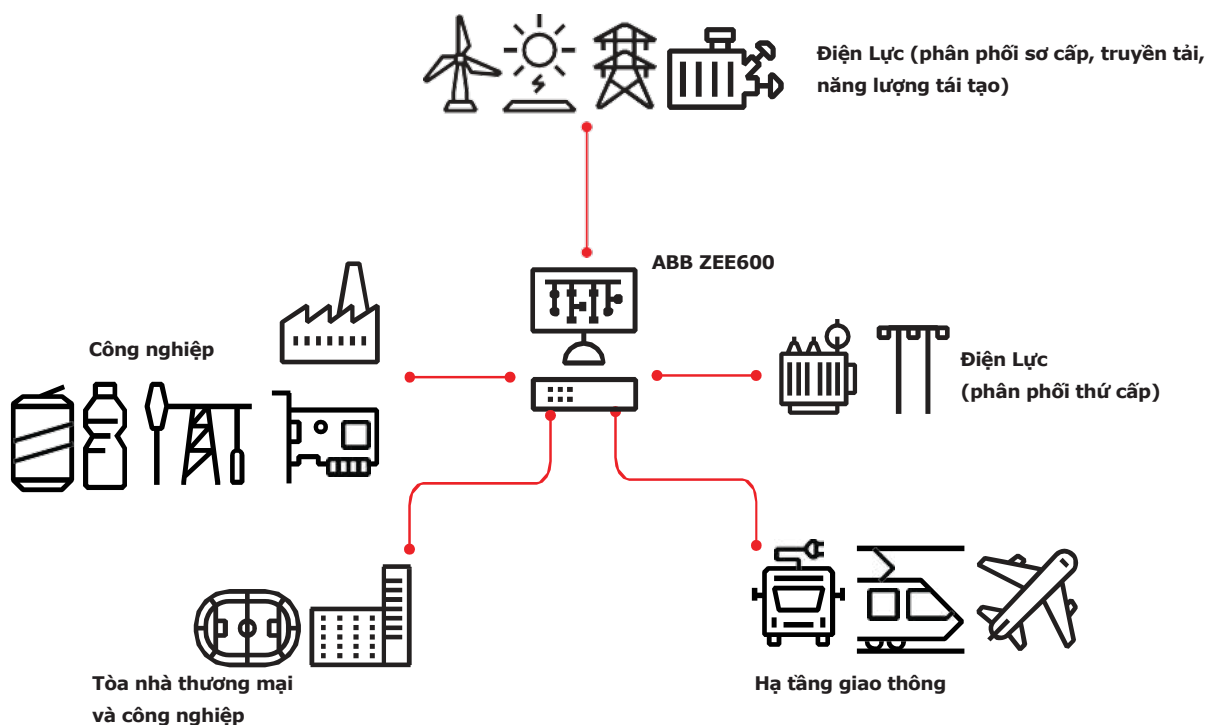 Điện Lực (phân phối sơ cấp, truyền tải,
năng lượng tái tạo)
ABB ZEE600
Công nghiệp
Điện Lực
(phân phối thứ cấp)
Tòa nhà thương mại
và công nghiệp
Hạ tầng giao thông